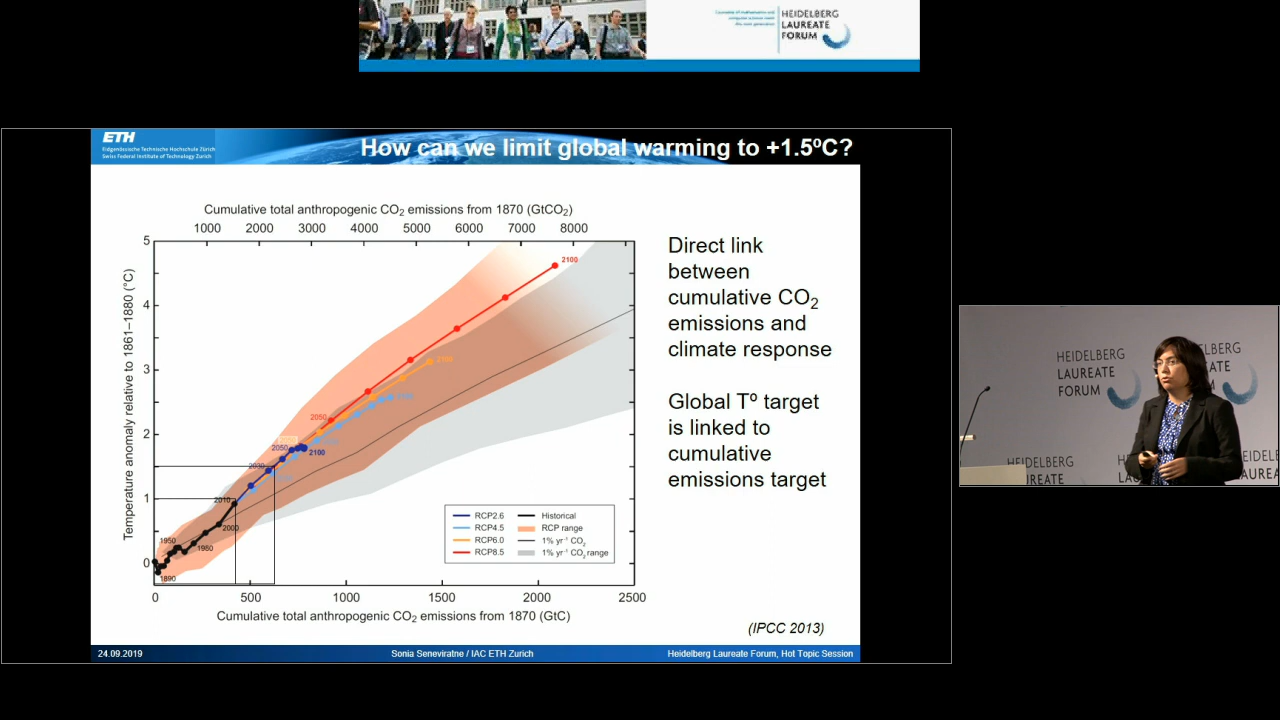 HEIDELBERG
LAUREATE
FORUM
ETH
Eidgenössische Technische Hochschule Zürich
Swiss Federal Institute of Technology Zurich
How can we limit global warming to +1.5ºC?
Cumulative total anthropogenic CO₂ emissions from 1870 (GtCO₂)
1000 2000 3000 4000 5000 6000 7000 8000
Temperature anomaly relative to 1861–1880 (°C)
5
4
3
2
1
0
2100
2100
2050
2050
2100
2030
2010
2000
1950
1980
1890
RCP2.6 Historical
RCP4.5 RCP range
RCP6.0 1% yr⁻¹ CO₂
RCP8.5 1% yr⁻¹ CO₂ range
0 500 1000 1500 2000 2500
Cumulative total anthropogenic CO₂ emissions from 1870 (GtC)
Direct link
between
cumulative CO₂
emissions and
climate response
Global Tº target
is linked to
cumulative
emissions target
(IPCC 2013)
24.09.2019
Sonia Seneviratne / IAC ETH Zurich
Heidelberg Laureate Forum, Hot Topic Session
HEIDELBERG
LAUREATE
FORUM
ELBERG
HEIDELBERG